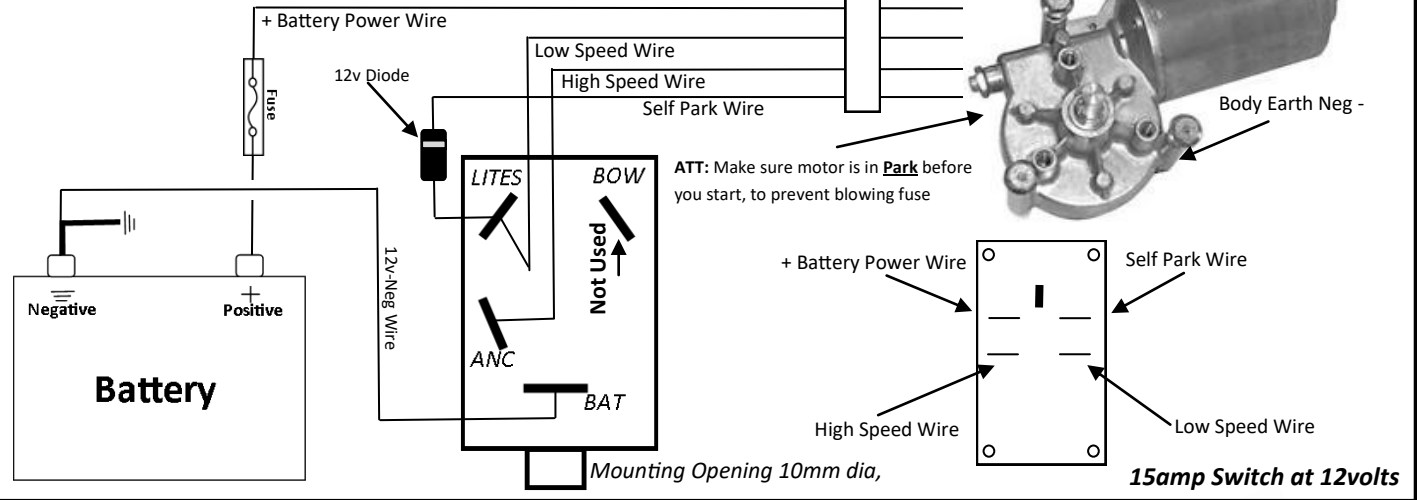 + Battery Power Wire
Low Speed Wire
12v Diode
High Speed Wire
Self Park Wire
Fuse
Body Earth Neg -
ATT: Make sure motor is in Park before
you start, to prevent blowing fuse
LITES
BOW
Not Used
12v-Neg Wire
+ Battery Power Wire
Self Park Wire
Negative
+
Positive
ANC
Battery
BAT
High Speed Wire
Low Speed Wire
Mounting Opening 10mm dia,
15amp Switch at 12volts